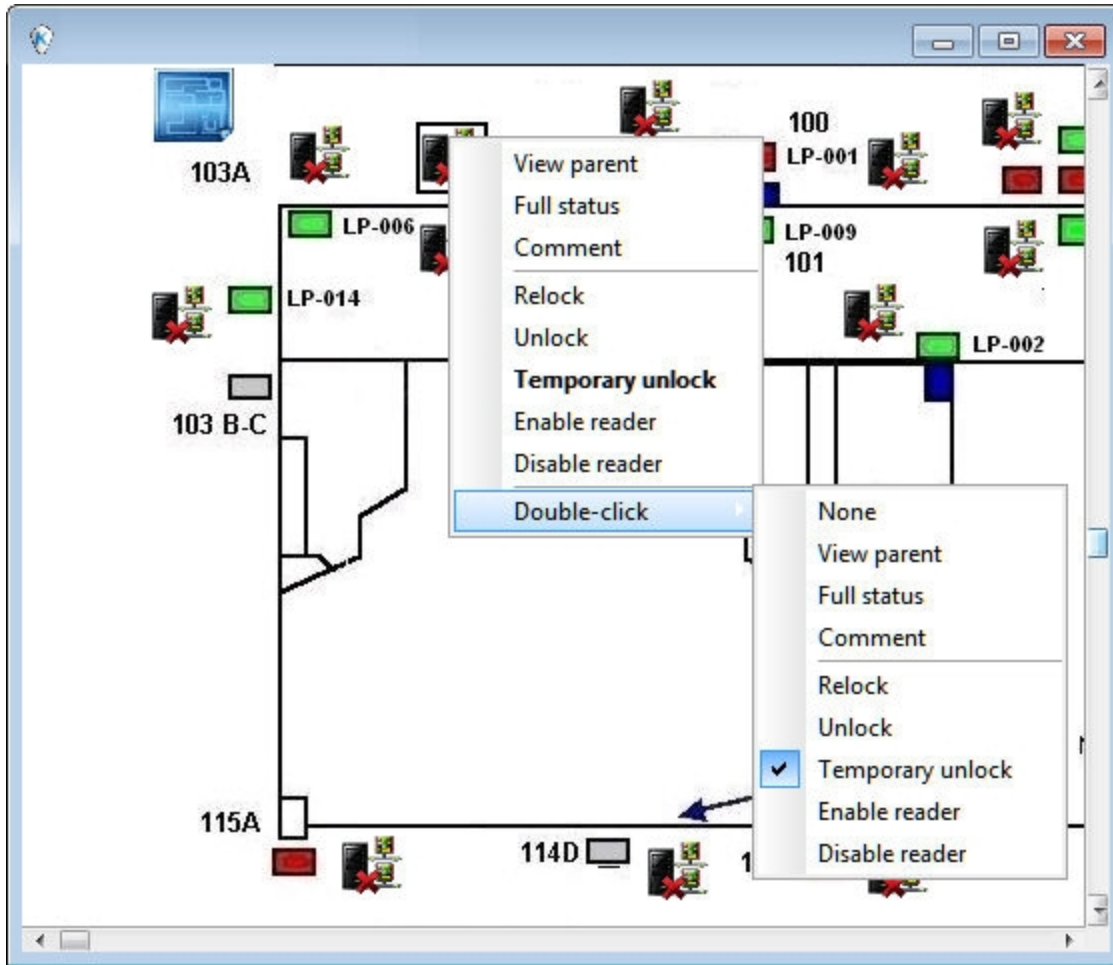 100
LP-001
103A
View parent
Full status
Comment
Relock
Unlock
Temporary unlock
Enable reader
Disable reader
Double-click
LP-006
LP-009
101
LP-014
LP-002
103 B-C
None
View parent
Full status
Comment
Relock
Unlock
Temporary unlock
Enable reader
Disable reader
115A
114D